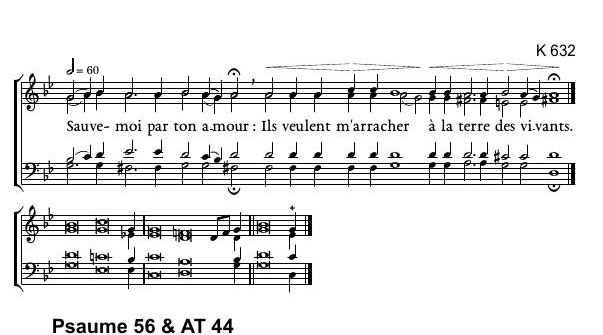 K 632
= 60
Sauve- moi par ton a.mour : Ils veulent m'arracher à la terre des vi.vants.
Psaume 56 & AT 44